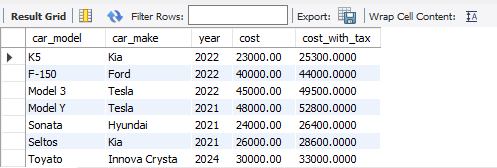 Result Grid Filter Rows: Export: Wrap Cell Content:
car_model car_make year cost cost_with_tax
K5 Kia 2022 23000.00 25300.0000
F-150 Ford 2022 40000.00 44000.0000
Model 3 Tesla 2022 45000.00 49500.0000
Model Y Tesla 2021 48000.00 52800.0000
Sonata Hyundai 2021 24000.00 26400.0000
Seltos Kia 2021 26000.00 28600.0000
Toyato Innova Crysta 2024 30000.00 33000.0000